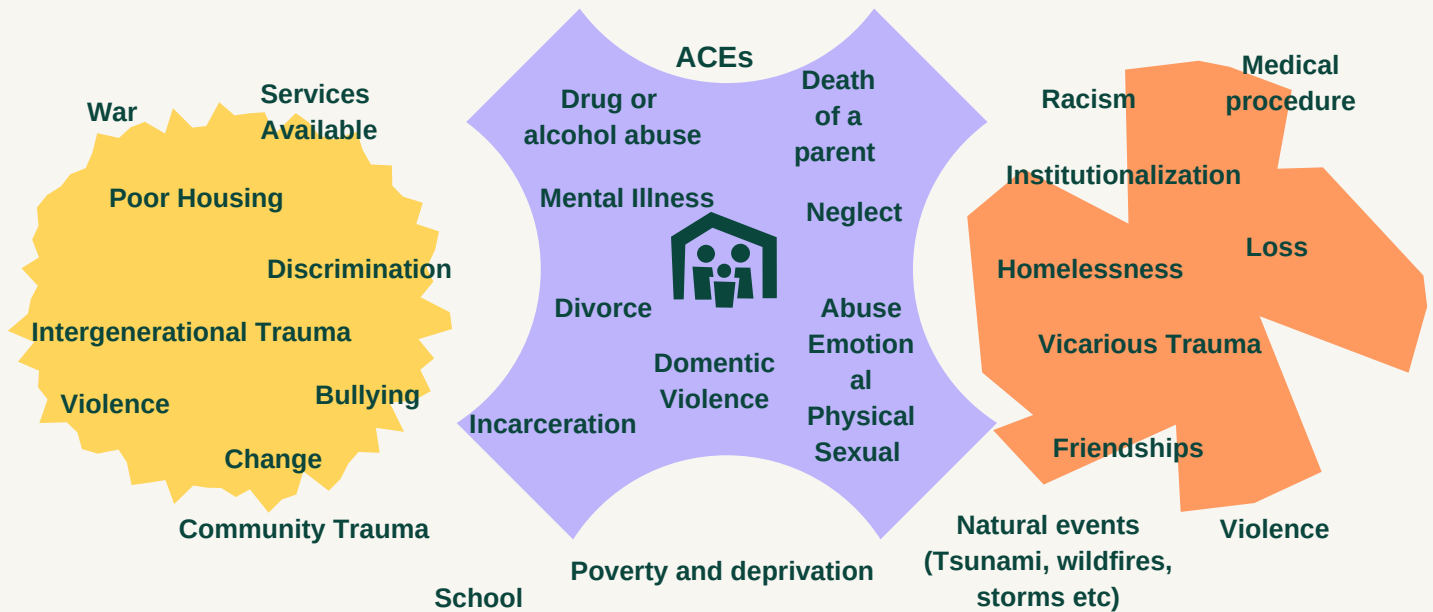 War
Services
Available
Poor Housing
Discrimination
Intergenerational Trauma
Violence
Bullying
Change
Community Trauma
School
ACEs
Drug or
alcohol abuse
Death
of a
parent
Mental Illness
Neglect
Divorce
Domentic
Violence
Abuse
Emotion
al
Physical
Sexual
Incarceration
Poverty and deprivation
Racism
Medical
procedure
Institutionalization
Loss
Homelessness
Vicarious Trauma
Friendships
Natural events
(Tsunami, wildfires,
storms etc)
Violence